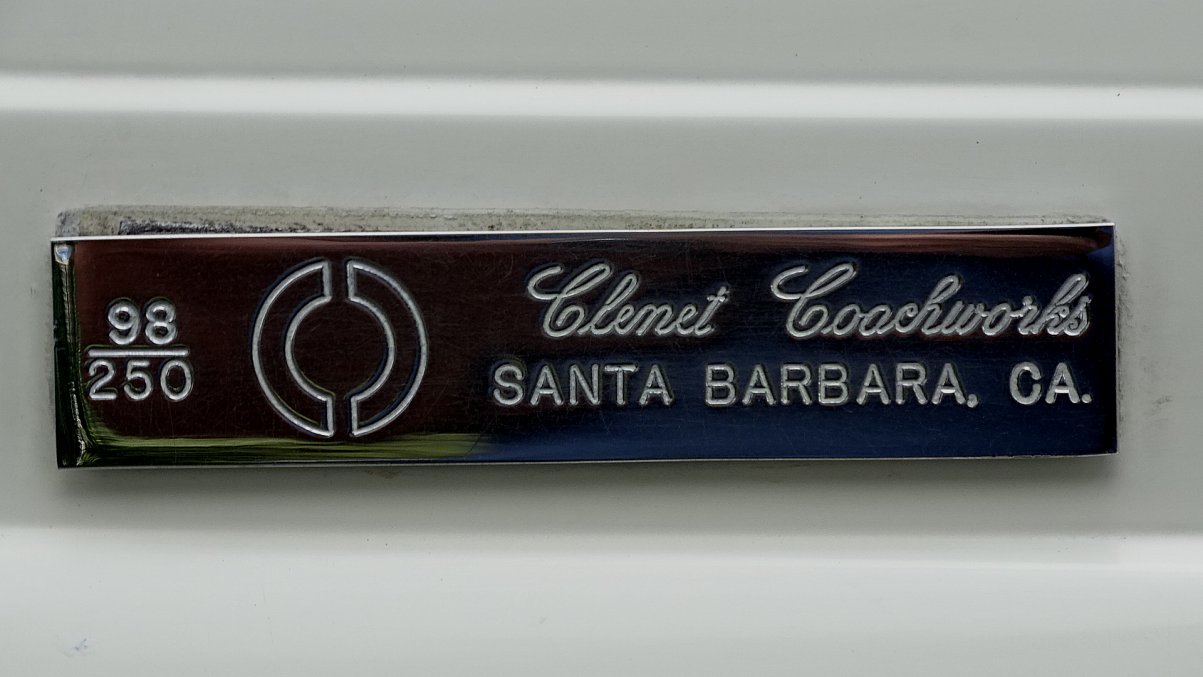 98
250
Clenet Coachworks
SANTA BARBARA, CA.